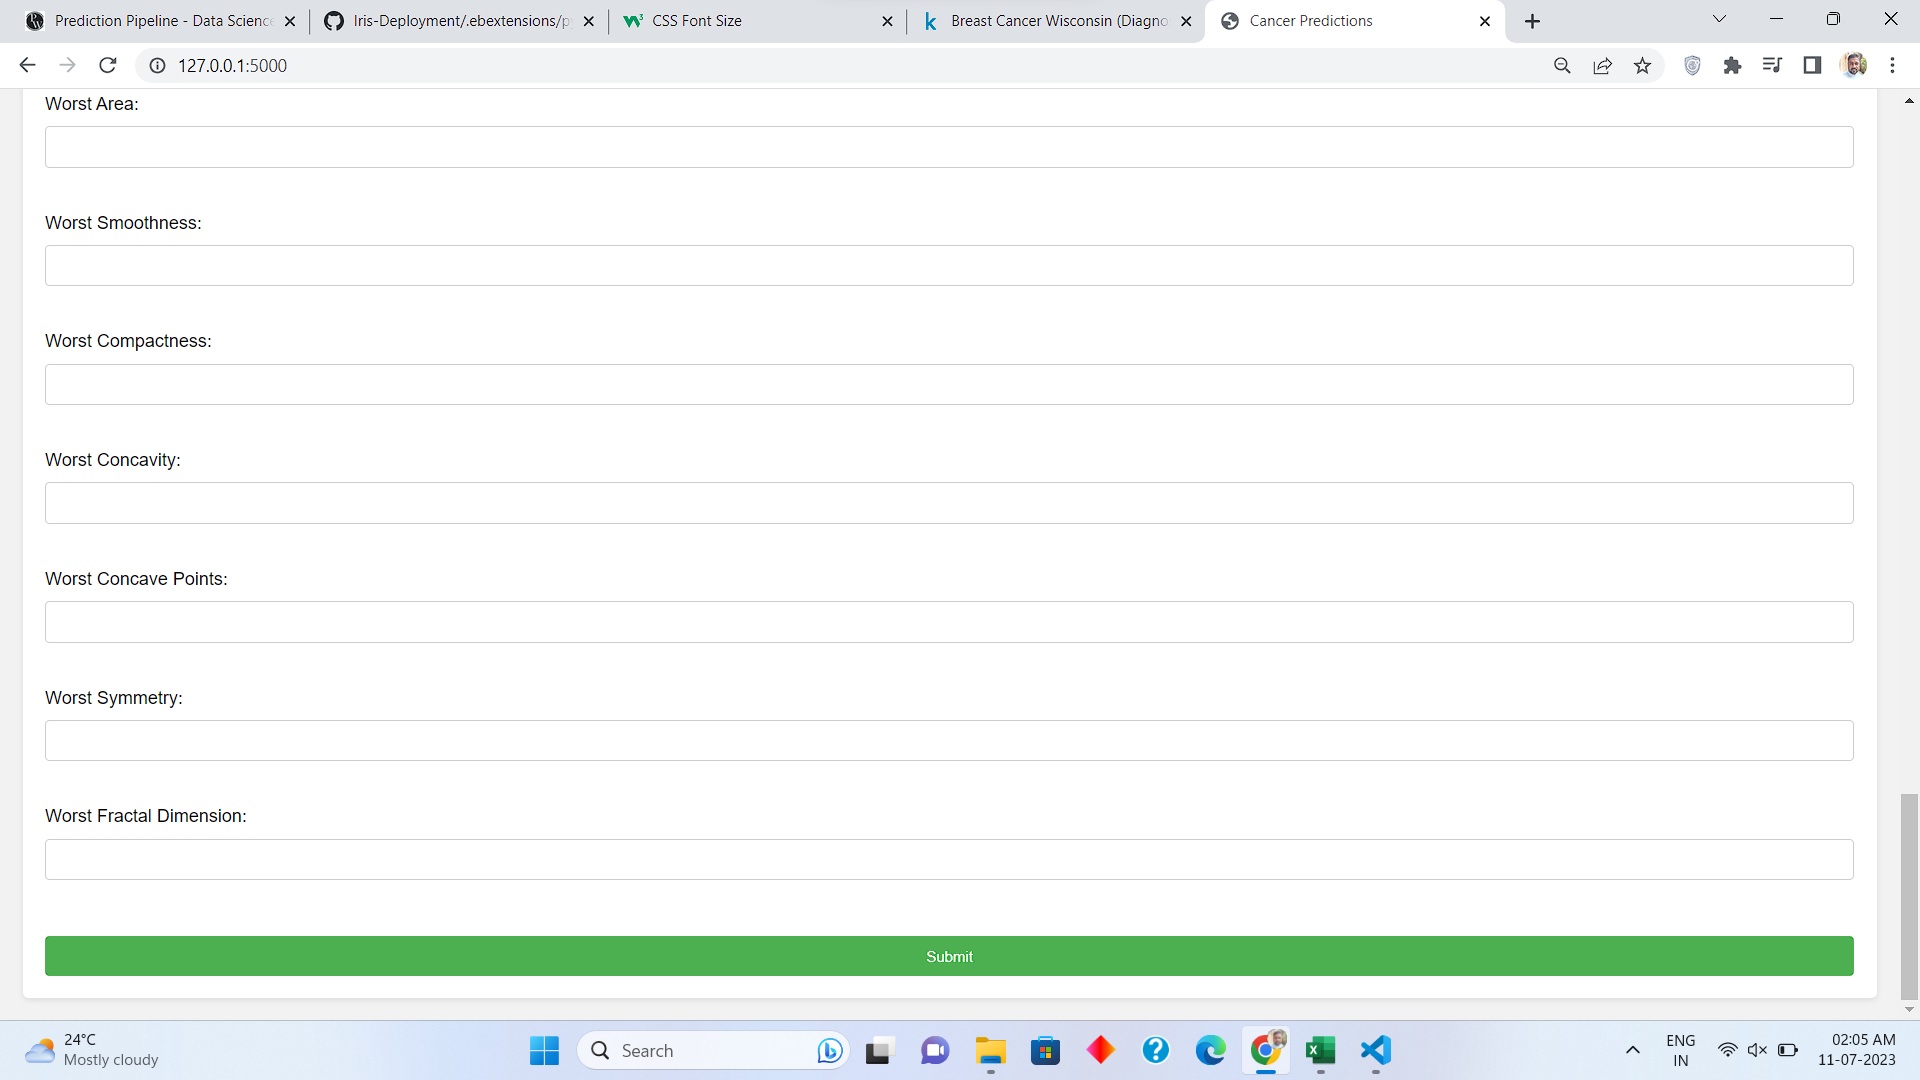 Prediction Pipeline - Data Science
Iris-Deployment/.ebextensions/p
CSS Font Size
Breast Cancer Wisconsin (Diagno
Cancer Predictions
127.0.0.1:5000
Worst Area:
Worst Smoothness:
Worst Compactness:
Worst Concavity:
Worst Concave Points:
Worst Symmetry:
Worst Fractal Dimension:
Submit
24°C
Mostly cloudy
Search
ENG
IN
02:05 AM
11-07-2023